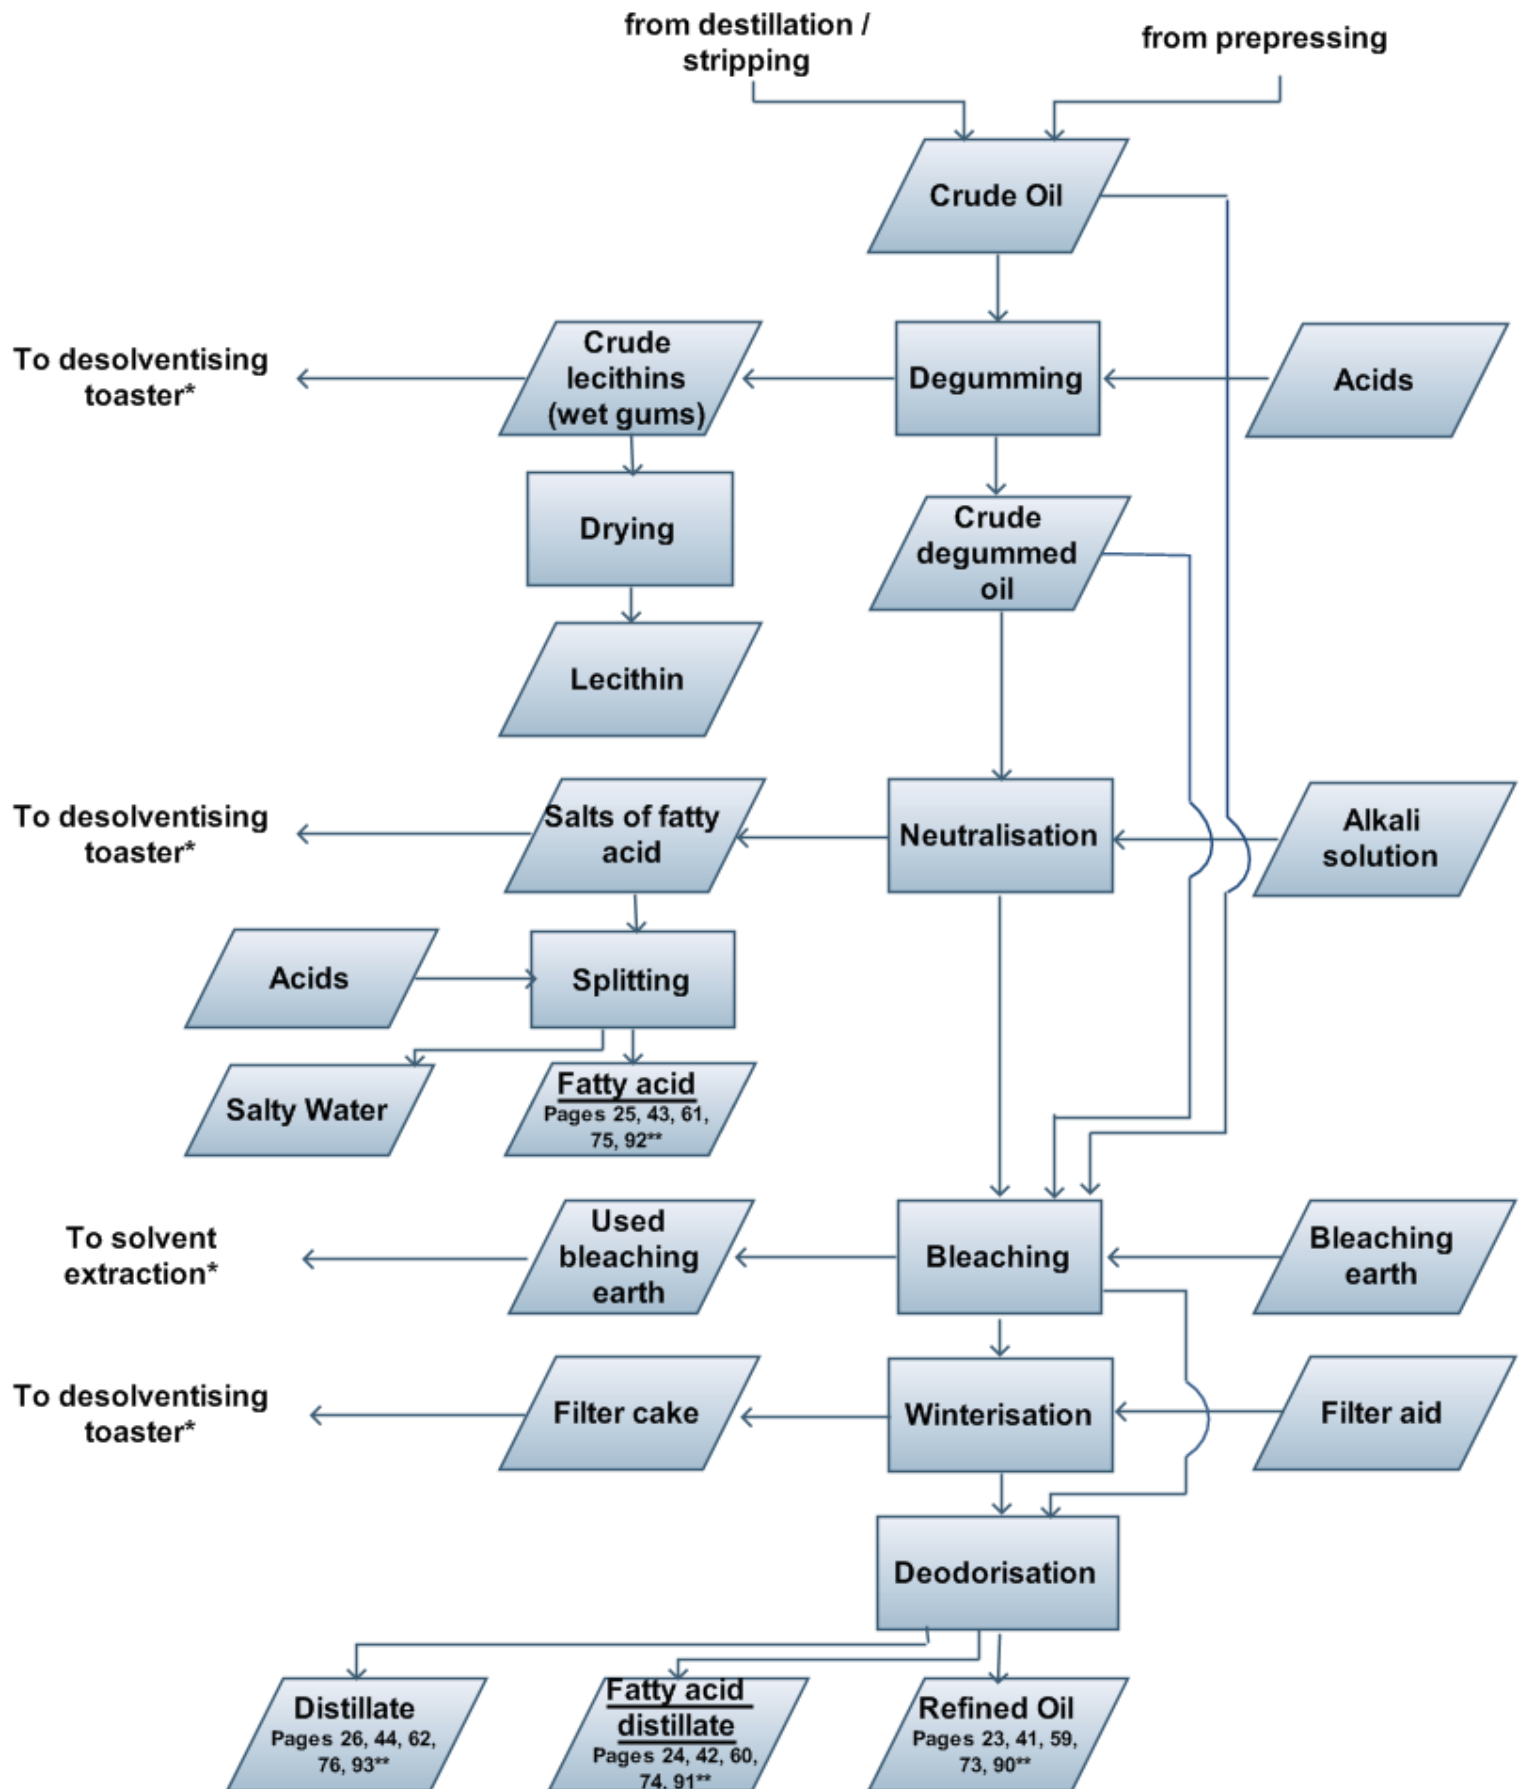 from destillation /
stripping
from prepressing
Crude Oil
To desolventising
toaster*
Crude
lecithins
(wet gums)
Degumming
Acids
Drying
Crude
degummed
oil
Lecithin
To desolventising
toaster*
Salts of fatty
acid
Neutralisation
Alkali
solution
Acids
Splitting
Salty Water
Fatty acid
Pages 25, 43, 61,
75, 92**
To solvent
extraction*
Used
bleaching
earth
Bleaching
Bleaching
earth
To desolventising
toaster*
Filter cake
Winterisation
Filter aid
Deodorisation
Distillate
Pages 26, 44, 62,
76, 93**
Fatty acid
distillate
Pages 24, 42, 60,
74, 91**
Refined Oil
Pages 23, 41, 59,
73, 90**